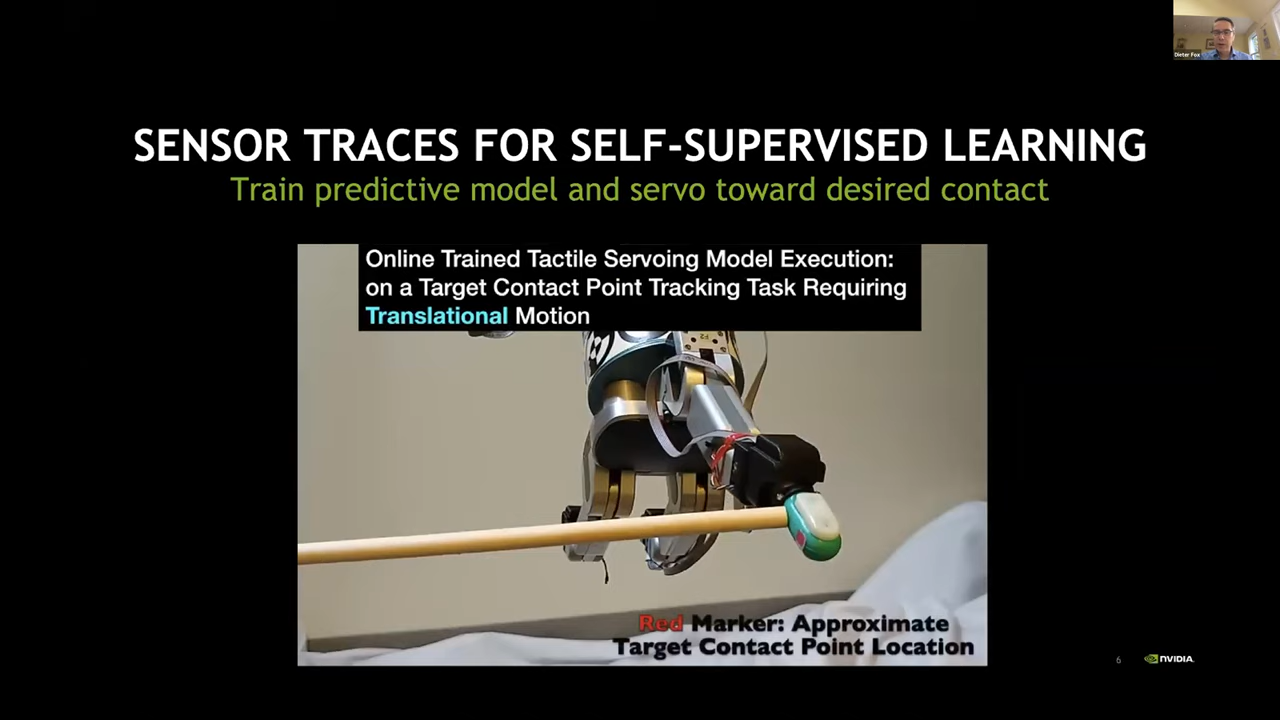 Dieter Fox
SENSOR TRACES FOR SELF-SUPERVISED LEARNING
Train predictive model and servo toward desired contact
Online Trained Tactile Servoing Model Execution:
on a Target Contact Point Tracking Task Requiring
Translational Motion
Red Marker: Approximate
Target Contact Point Location
6
NVIDIA